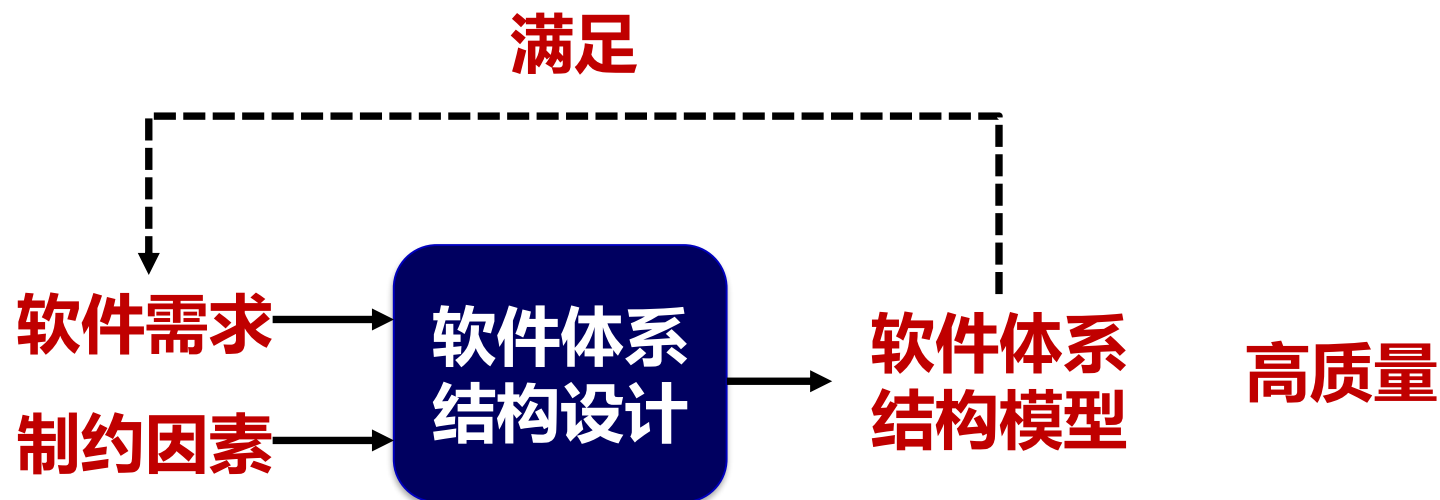 满足
软件需求
制约因素
软件体系
结构设计
软件体系
结构模型
高质量